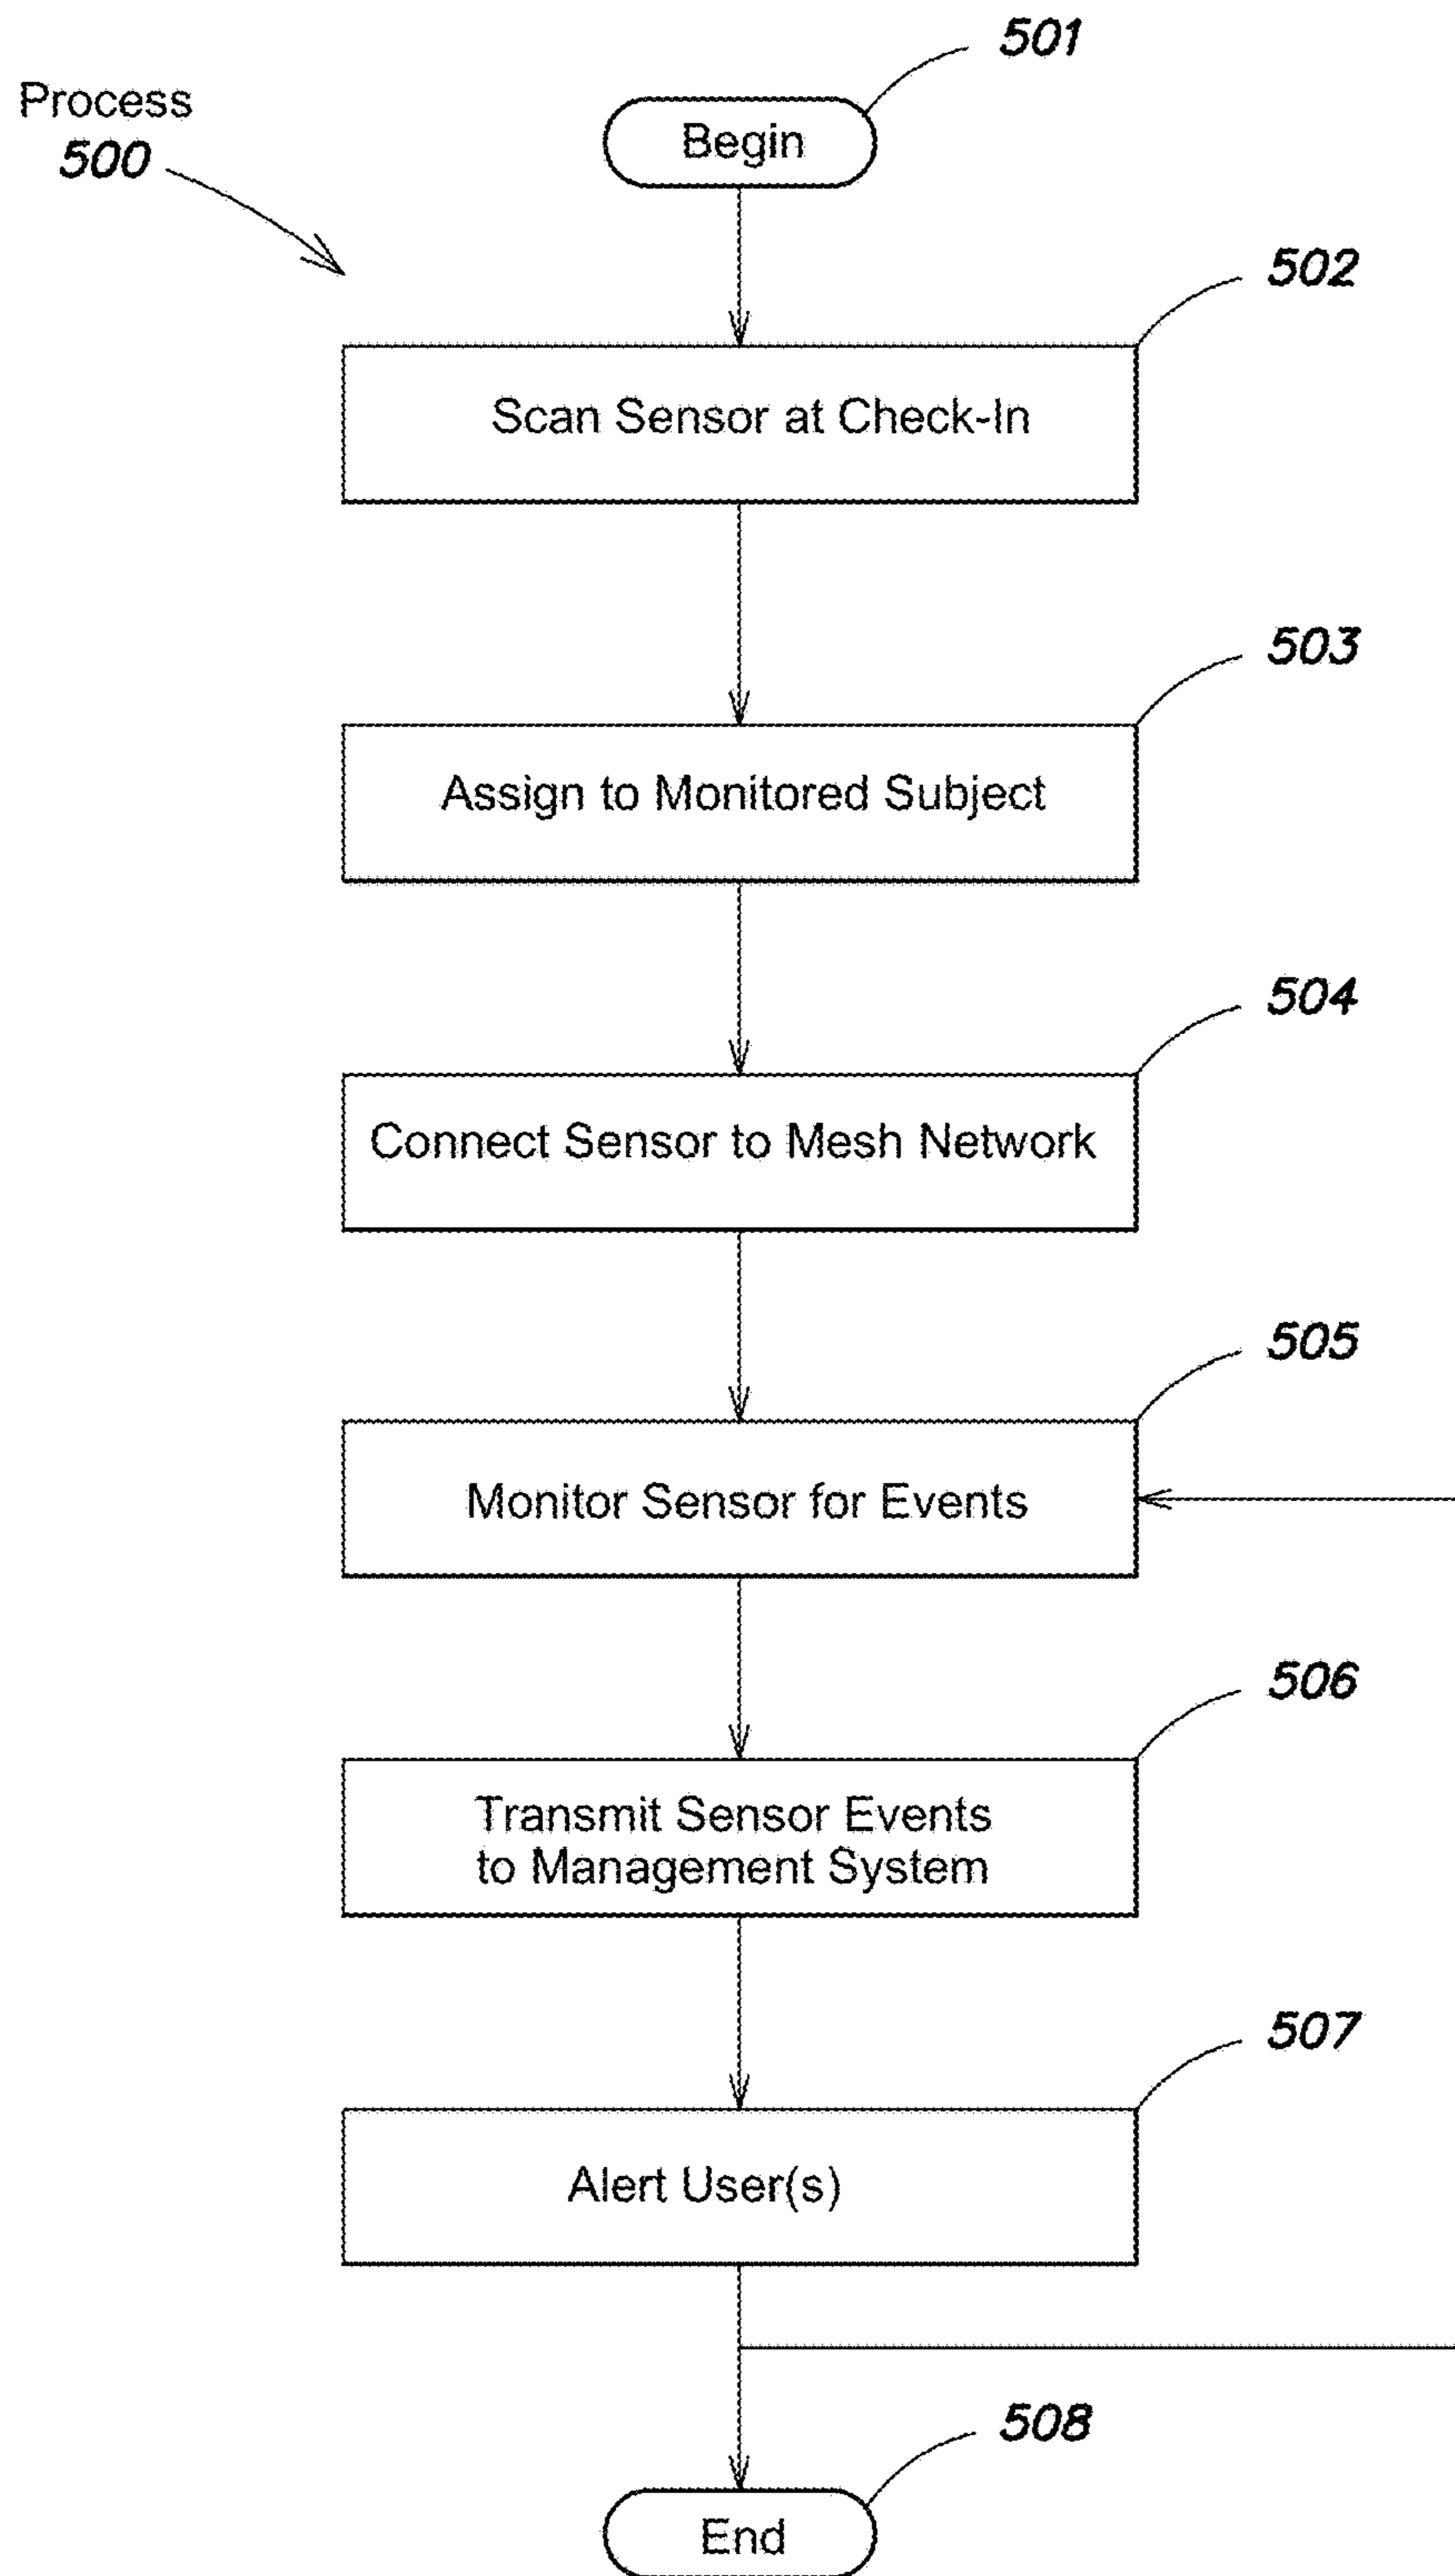 501
Process
500
Begin
502
Scan Sensor at Check-In
503
Assign to Monitored Subject
504
Connect Sensor to Mesh Network
505
Monitor Sensor for Events
506
Transmit Sensor Events
to Management System
507
Alert User(s)
508
End